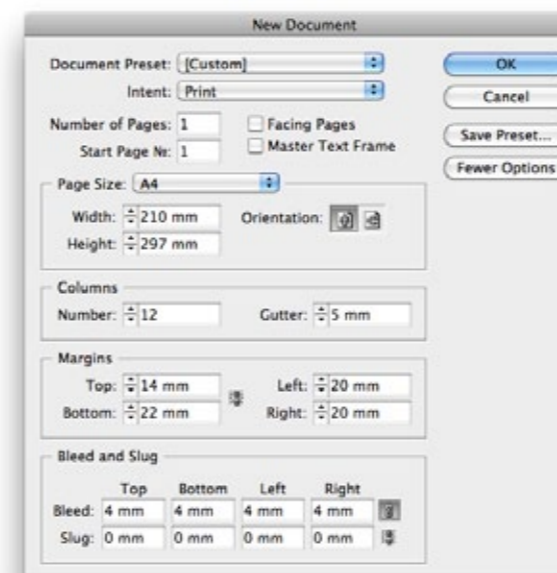 New Document
Document Preset: [Custom]
OK
Intent: Print
Cancel
Number of Pages: 1
Facing Pages
Save Preset...
Start Page №: 1
Master Text Frame
Fewer Options
Page Size: A4
Width: 210 mm
Orientation:
Height: 297 mm
Columns
Number: 12
Gutter: 5 mm
Margins
Top: 14 mm
Left: 20 mm
Bottom: 22 mm
Right: 20 mm
Bleed and Slug
Top Bottom Left Right
Bleed: 4 mm 4 mm 4 mm 4 mm
Slug: 0 mm 0 mm 0 mm 0 mm